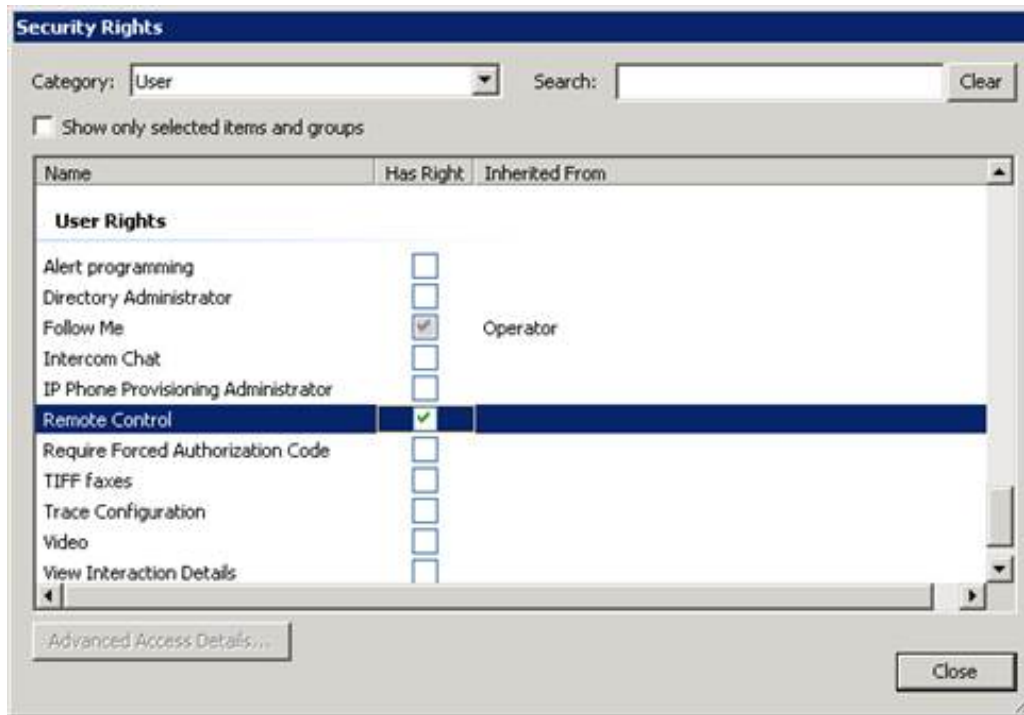 Security Rights
Category: User Search: Clear
Show only selected items and groups
Name Has Right Inherited From
User Rights
Alert programming
Directory Administrator
Follow Me Operator
Intercom Chat
IP Phone Provisioning Administrator
Remote Control
Require Forced Authorization Code
TIFF faxes
Trace Configuration
Video
View Interaction Details
Advanced Access Details...
Close